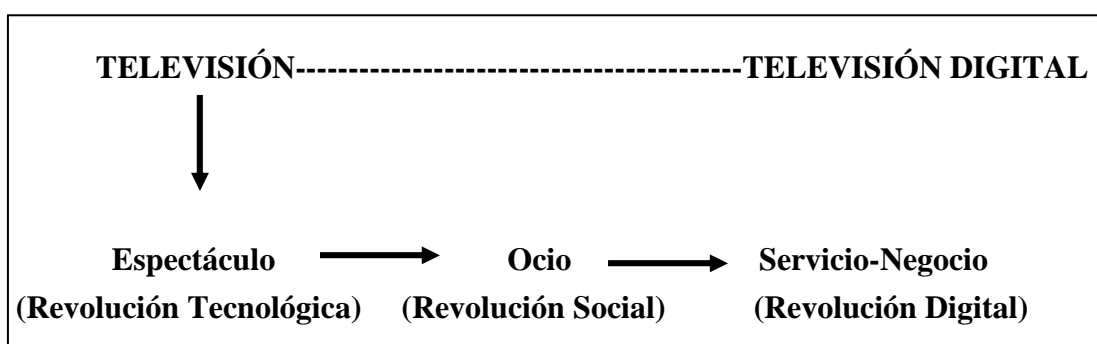 TELEVISIÓN------------------------------------------TELEVISIÓN DIGITAL
Espectáculo Ocio Servicio-Negocio
(Revolución Tecnológica) (Revolución Social) (Revolución Digital)